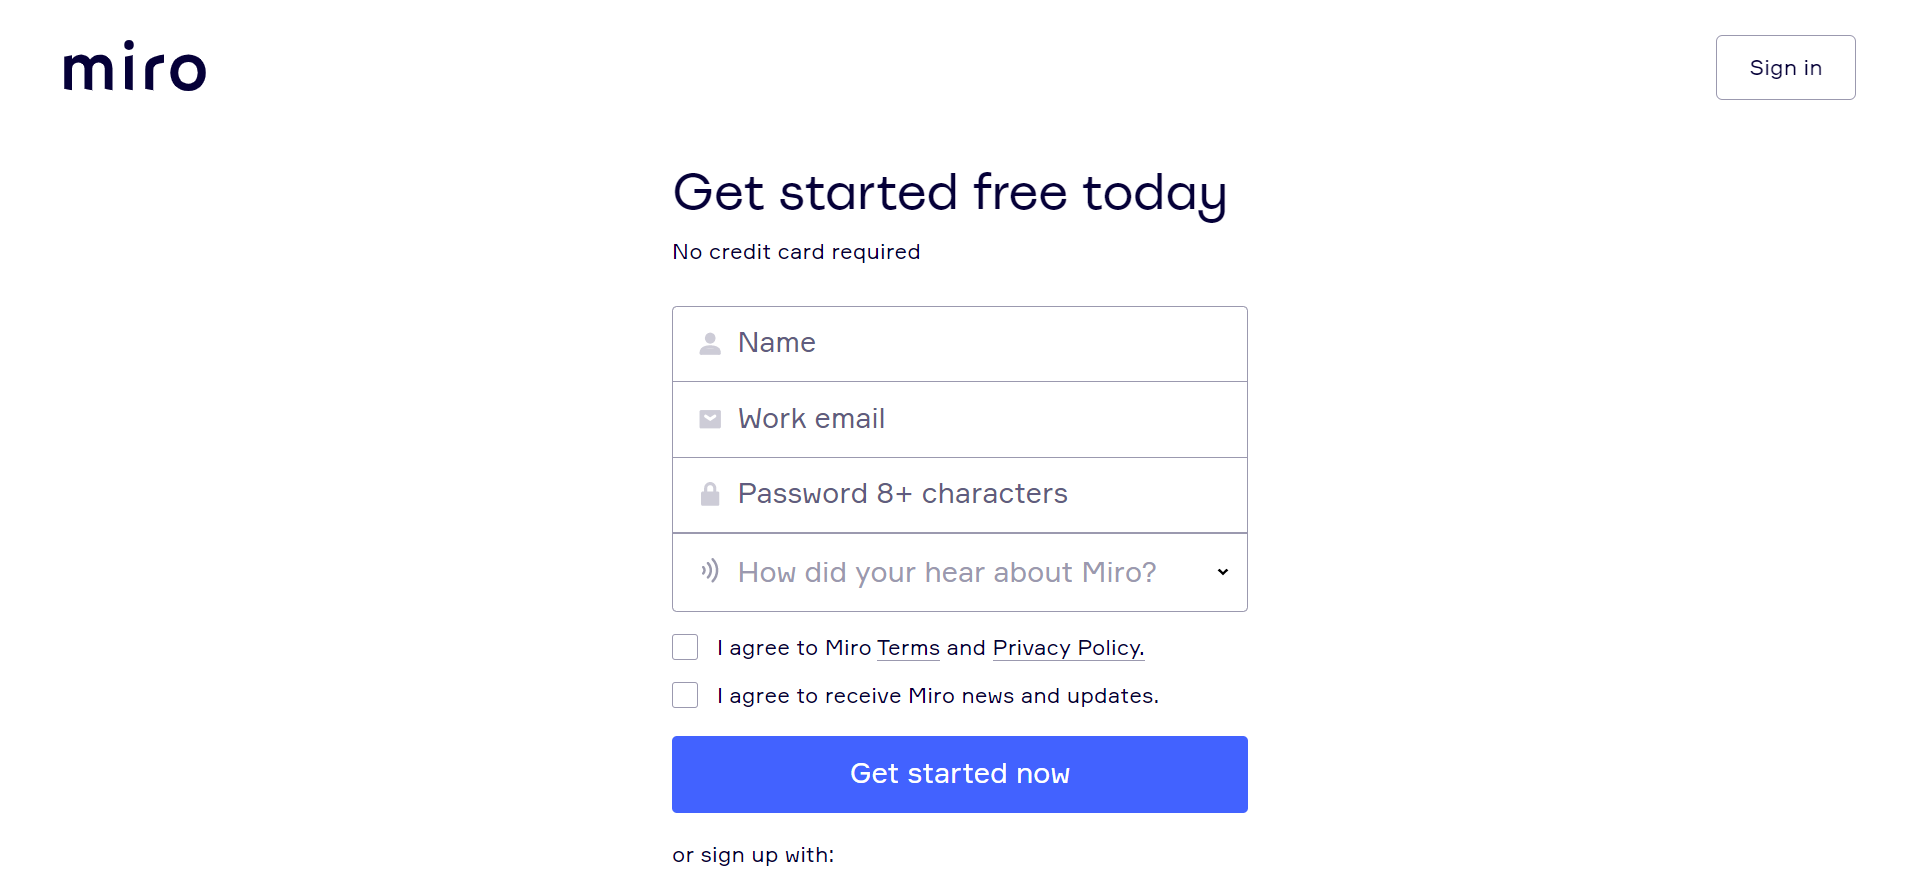 miro
Sign in
Get started free today
No credit card required
Name
Work email
Password 8+ characters
How did your hear about Miro?
I agree to Miro Terms and Privacy Policy.
I agree to receive Miro news and updates.
Get started now
or sign up with: